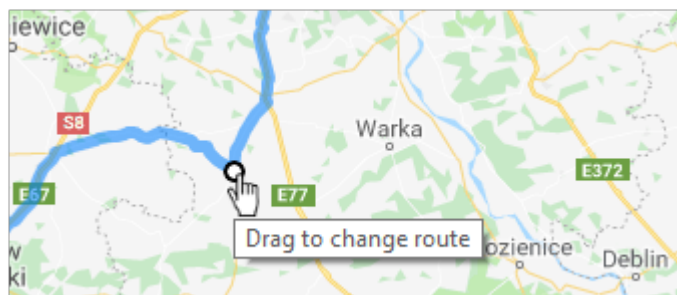 iewice
S8
Warka
E372
E67
E77
Drag to change route
ozienice
w
Deblin
ki